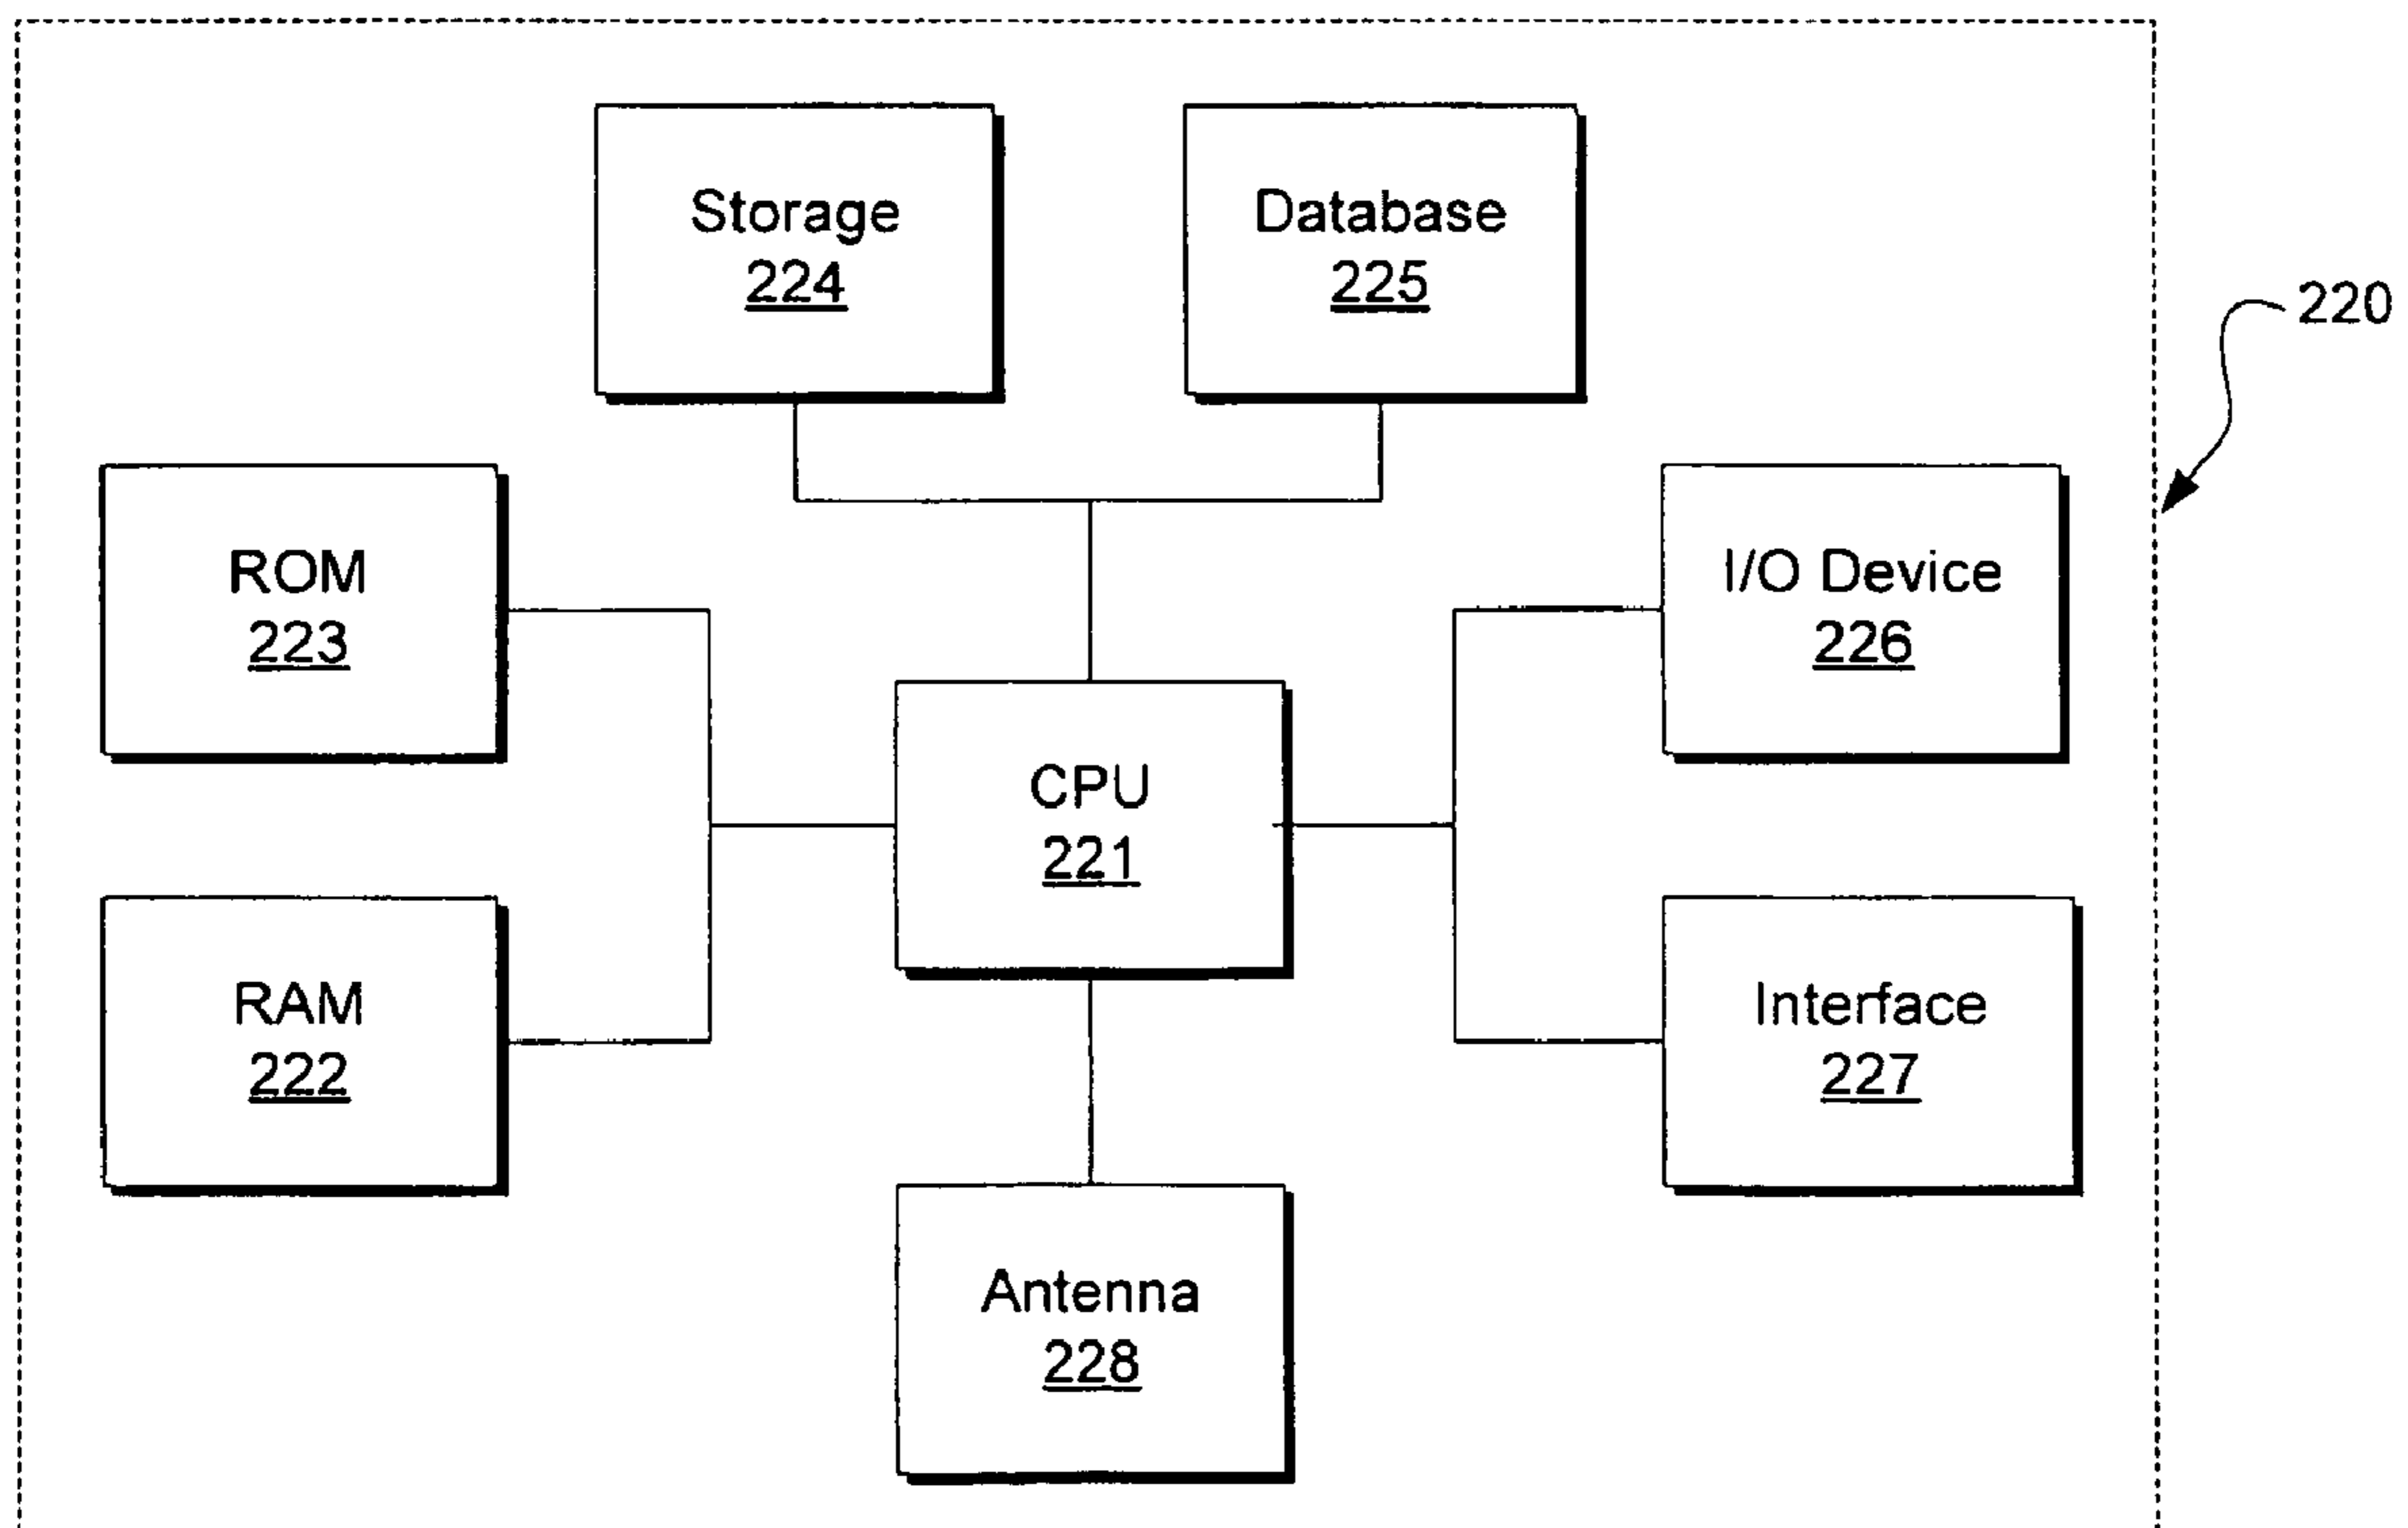 Storage
224
Database
225
220
ROM
223
I/O Device
226
CPU
221
RAM
222
Interface
227
Antenna
228